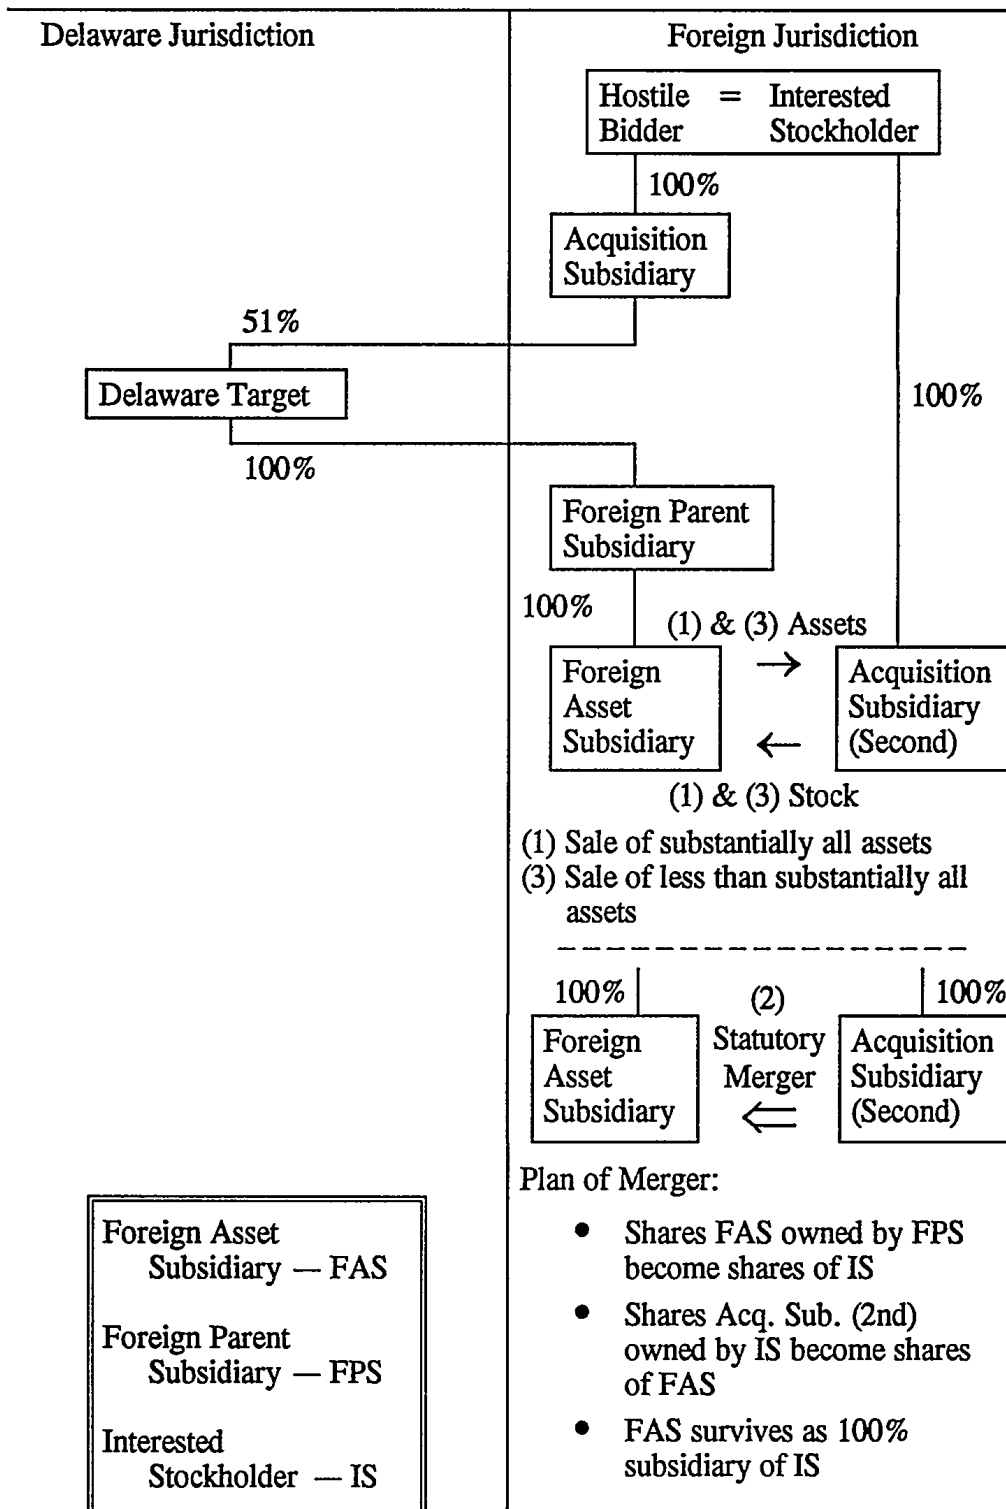 Delaware Jurisdiction
Foreign Jurisdiction
Hostile = Interested
Bidder Stockholder
100%
Acquisition
Subsidiary
51%
Delaware Target
100%
100%
Foreign Parent
Subsidiary
100%
(1) & (3) Assets
→
Foreign
Asset
Subsidiary
Acquisition
Subsidiary
(Second)
←
(1) & (3) Stock
(1) Sale of substantially all assets
(3) Sale of less than substantially all
assets
100%
(2)
100%
Foreign
Asset
Subsidiary
Statutory
Merger
⇐
Acquisition
Subsidiary
(Second)
Plan of Merger:
• Shares FAS owned by FPS
become shares of IS
• Shares Acq. Sub. (2nd)
owned by IS become shares
of FAS
• FAS survives as 100%
subsidiary of IS
Foreign Asset
Subsidiary — FAS
Foreign Parent
Subsidiary — FPS
Interested
Stockholder — IS